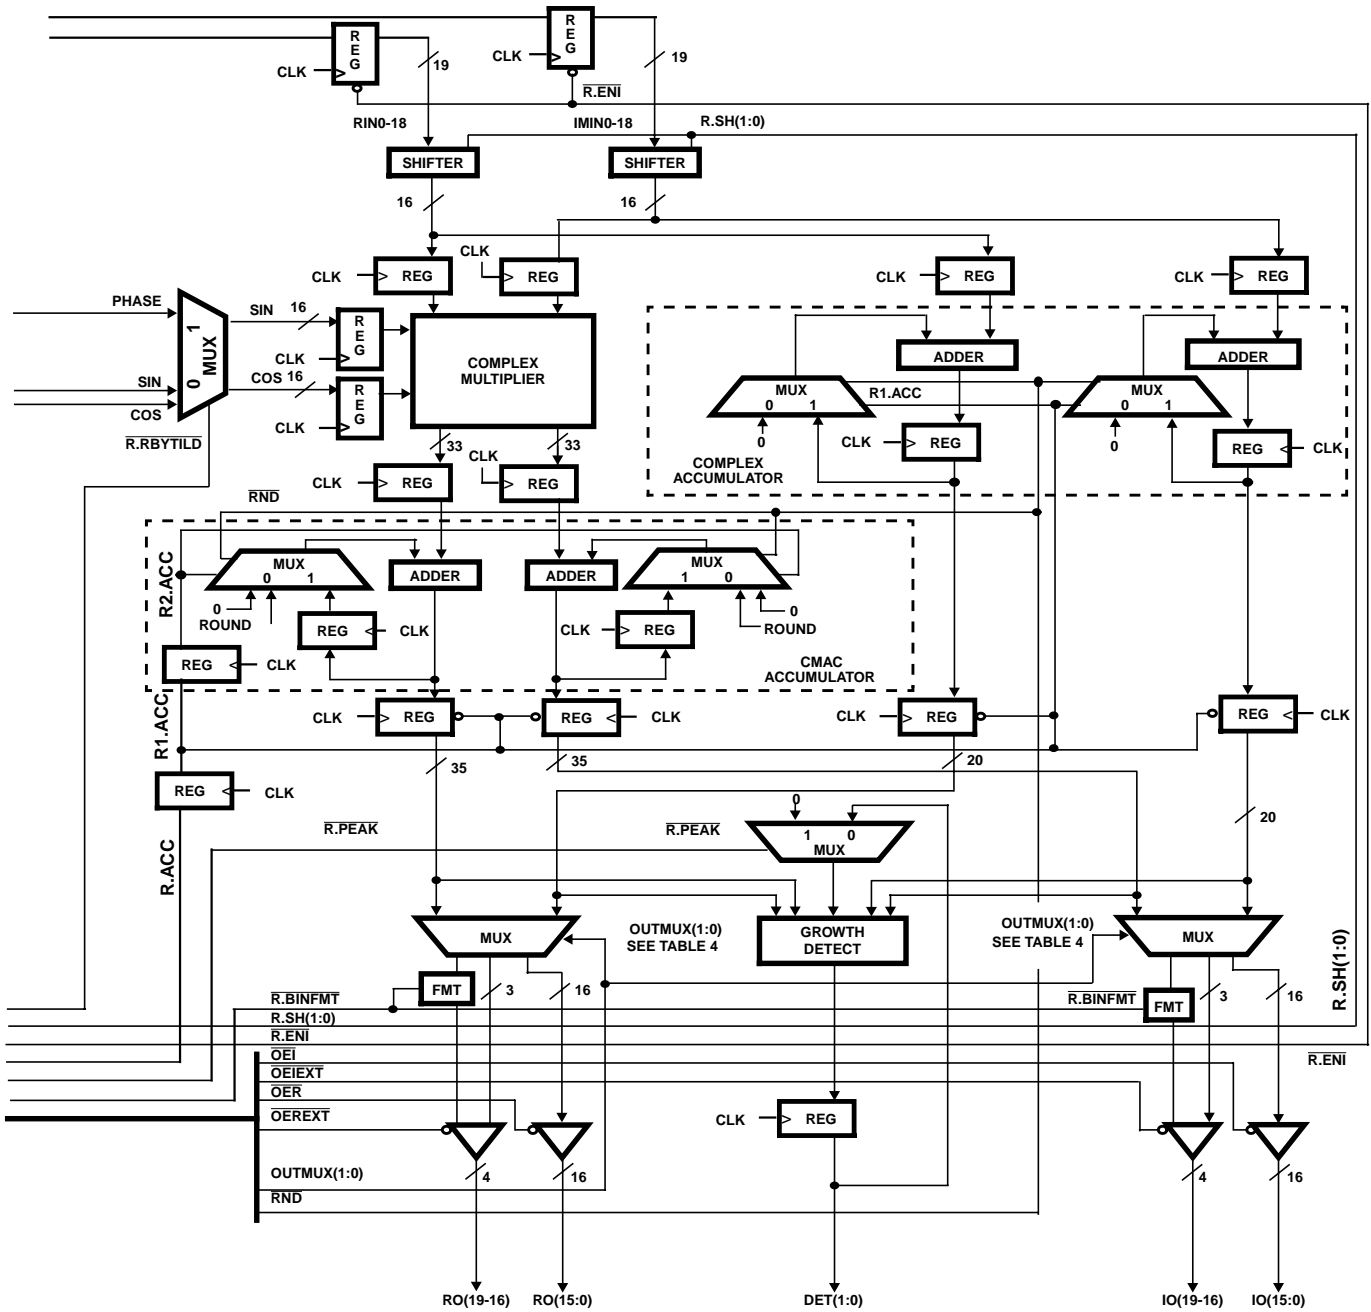 R
E
G
CLK
19
R
E
G
CLK
19
R.ENI
RIN0-18
IMIN0-18
R.SH(1:0)
SHIFTER
SHIFTER
16
16
CLK
REG
CLK
REG
CLK
REG
CLK
REG
PHASE
SIN
COS
0 MUX 1
R.RBYTILD
SIN
16
R
E
G
CLK
COS
16
R
E
G
CLK
COMPLEX
MULTIPLIER
33
33
ADDER
ADDER
MUX
0 1
0
R1.ACC
MUX
0 1
0
CLK
REG
REG
CLK
COMPLEX
ACCUMULATOR
CLK
REG
CLK
REG
RND
R2.ACC
MUX
0 1
ADDER
ADDER
MUX
1 0
0
ROUND
0
ROUND
REG
CLK
CLK
REG
REG
CLK
CMAC
ACCUMULATOR
R1.ACC
CLK
REG
REG
CLK
CLK
REG
REG
CLK
35
35
20
20
REG
CLK
R.ACC
R.PEAK
R.PEAK
0
1 0
MUX
MUX
OUTMUX(1:0)
SEE TABLE 4
GROWTH
DETECT
OUTMUX(1:0)
SEE TABLE 4
MUX
R.SH(1:0)
FMT
3
16
R.BINFMT
FMT
3
16
R.BINFMT
R.SH(1:0)
R.ENI
R.ENI
OEI
OEIEXT
OER
OEREXT
CLK
REG
OUTMUX(1:0)
RND
4
16
4
16
RO(19-16)
RO(15:0)
DET(1:0)
IO(19-16)
IO(15:0)